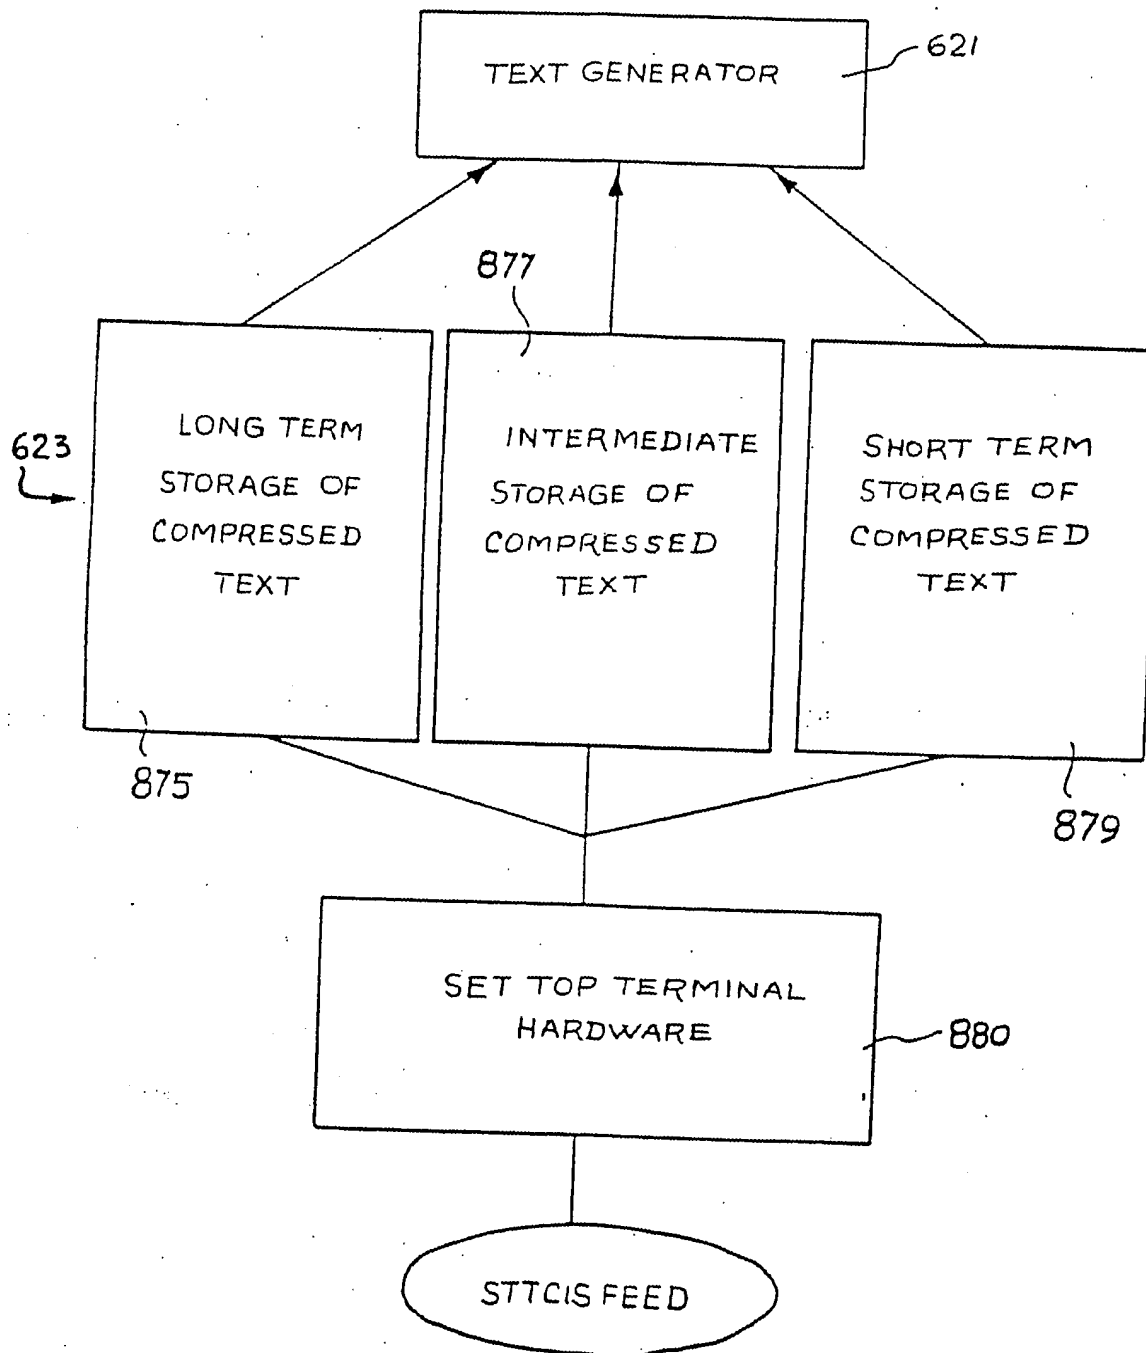 TEXT GENERATOR
621
877
623
LONG TERM
STORAGE OF
COMPRESSED
TEXT
INTERMEDIATE
STORAGE OF
COMPRESSED
TEXT
SHORT TERM
STORAGE OF
COMPRESSED
TEXT
875
879
SET TOP TERMINAL
HARDWARE
880
STTCIS FEED